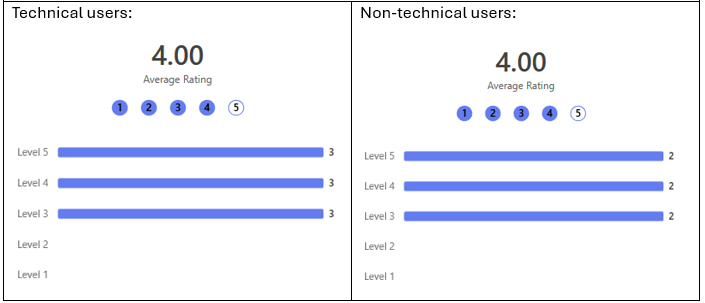 Technical users:
4.00
Average Rating
1 2 3 4 5
Level 5 3
Level 4 3
Level 3 3
Level 2
Level 1
Non-technical users:
4.00
Average Rating
1 2 3 4 5
Level 5 2
Level 4 2
Level 3 2
Level 2
Level 1